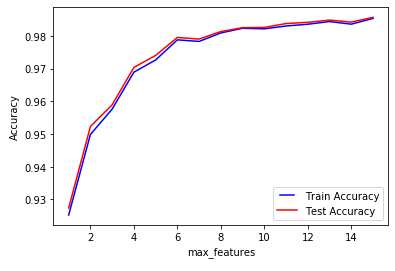 0.98
0.97
0.96
0.95
0.94
0.93
Accuracy
2 4 6 8 10 12 14
max_features
Train Accuracy
Test Accuracy